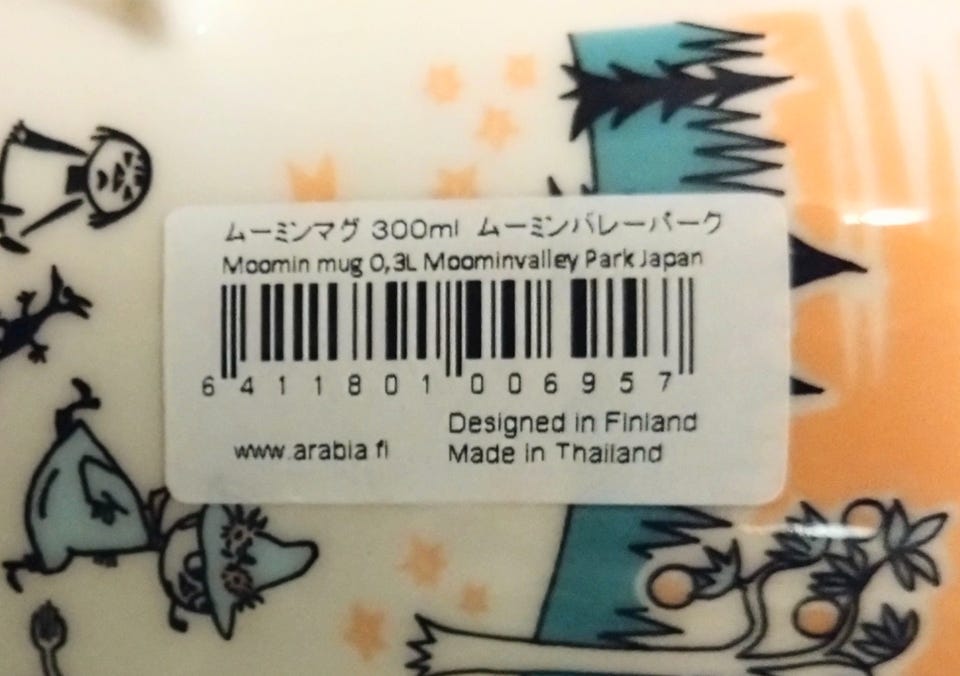 ムーミンマグ 300ml ムーミンバレーパーク
Moomin mug 0,3L Moominvalley Park Japan
6 411801 006957
Designed in Finland
www.arabia.fi Made in Thailand